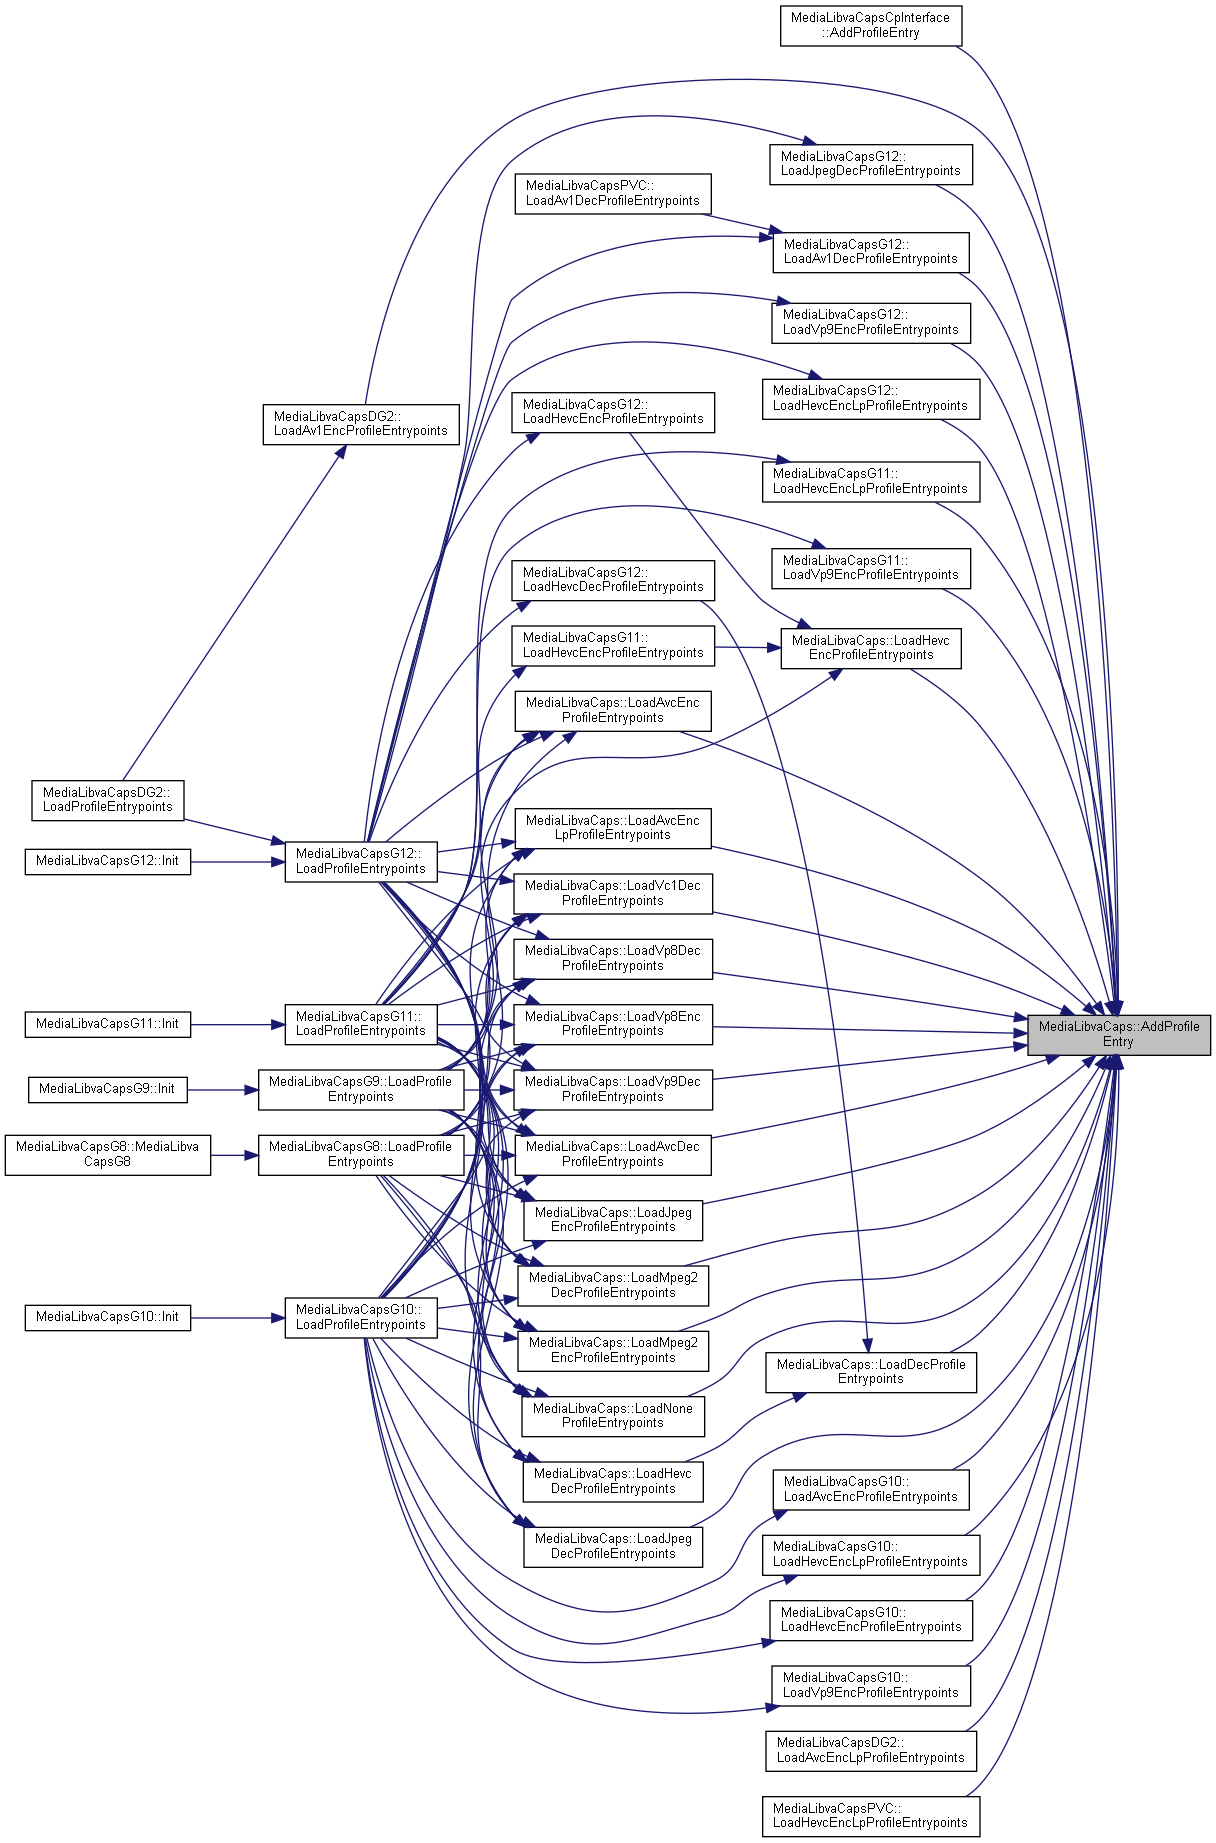 MediaLibvaCapsCpInterface
::AddProfileEntry
MediaLibvaCapsG12::
LoadJpegDecProfileEntrypoints
MediaLibvaCapsPVC::
LoadAv1DecProfileEntrypoints
MediaLibvaCapsG12::
LoadAv1DecProfileEntrypoints
MediaLibvaCapsG12::
LoadVp9EncProfileEntrypoints
MediaLibvaCapsG12::
LoadHevcEncLpProfileEntrypoints
MediaLibvaCapsG12::
LoadHevcEncProfileEntrypoints
MediaLibvaCapsDG2::
LoadAv1EncProfileEntrypoints
MediaLibvaCapsG11::
LoadHevcEncLpProfileEntrypoints
MediaLibvaCapsG11::
LoadVp9EncProfileEntrypoints
MediaLibvaCapsG12::
LoadHevcDecProfileEntrypoints
MediaLibvaCapsG11::
LoadHevcEncProfileEntrypoints
MediaLibvaCaps::LoadHevc
EncProfileEntrypoints
MediaLibvaCaps::LoadAvcEnc
ProfileEntrypoints
MediaLibvaCapsDG2::
LoadProfileEntrypoints
MediaLibvaCaps::LoadAvcEnc
LpProfileEntrypoints
MediaLibvaCapsG12::Init
MediaLibvaCapsG12::
LoadProfileEntrypoints
MediaLibvaCaps::LoadVc1Dec
ProfileEntrypoints
MediaLibvaCaps::LoadVp8Dec
ProfileEntrypoints
MediaLibvaCapsG11::Init
MediaLibvaCapsG11::
LoadProfileEntrypoints
MediaLibvaCaps::LoadVp8Enc
ProfileEntrypoints
MediaLibvaCaps::AddProfile
Entry
MediaLibvaCapsG9::Init
MediaLibvaCapsG9::LoadProfile
Entrypoints
MediaLibvaCaps::LoadVp9Dec
ProfileEntrypoints
MediaLibvaCapsG8::MediaLibva
CapsG8
MediaLibvaCapsG8::LoadProfile
Entrypoints
MediaLibvaCaps::LoadAvcDec
ProfileEntrypoints
MediaLibvaCaps::LoadJpeg
EncProfileEntrypoints
MediaLibvaCaps::LoadMpeg2
DecProfileEntrypoints
MediaLibvaCapsG10::Init
MediaLibvaCapsG10::
LoadProfileEntrypoints
MediaLibvaCaps::LoadMpeg2
EncProfileEntrypoints
MediaLibvaCaps::LoadDecProfile
Entrypoints
MediaLibvaCaps::LoadNone
ProfileEntrypoints
MediaLibvaCaps::LoadHevc
DecProfileEntrypoints
MediaLibvaCapsG10::
LoadAvcEncProfileEntrypoints
MediaLibvaCaps::LoadJpeg
DecProfileEntrypoints
MediaLibvaCapsG10::
LoadHevcEncLpProfileEntrypoints
MediaLibvaCapsG10::
LoadHevcEncProfileEntrypoints
MediaLibvaCapsG10::
LoadVp9EncProfileEntrypoints
MediaLibvaCapsDG2::
LoadAvcEncLpProfileEntrypoints
MediaLibvaCapsPVC::
LoadHevcEncLpProfileEntrypoints